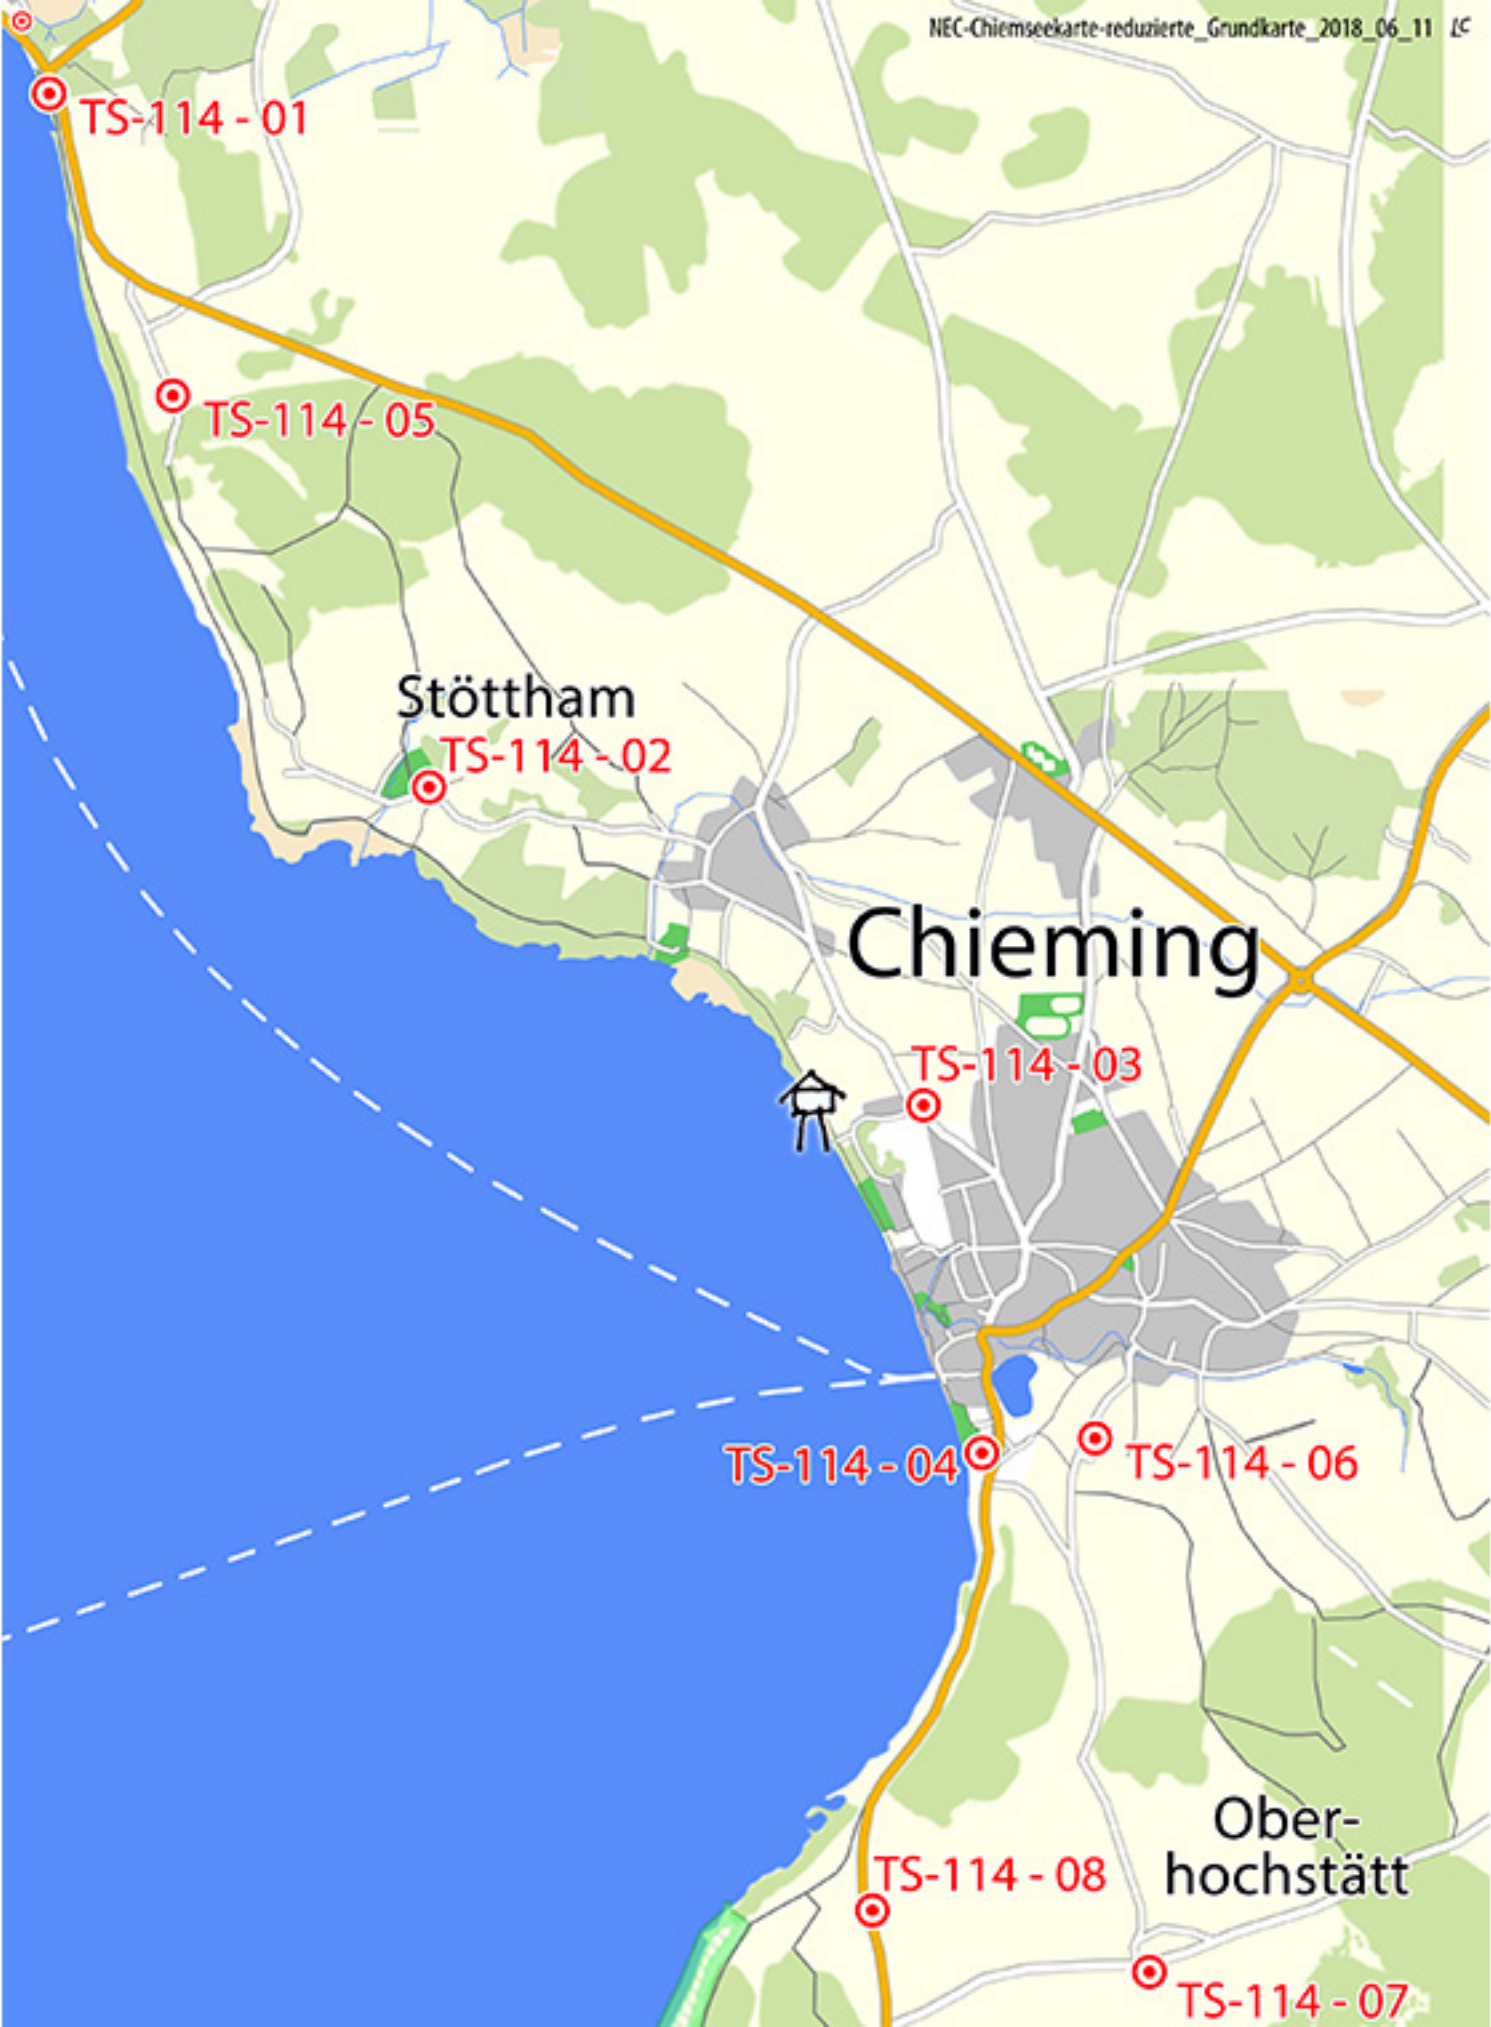 NEC-Chiemseekarte-reduzierte_Grundkarte_2018_06_11 LC
TS-114 - 01
TS-114 - 05
Stöttham
TS-114 - 02
Chieming
TS-114 - 03
TS-114 - 04
TS-114 - 06
Ober-
hochstätt
TS-114 - 08
TS-114 - 07